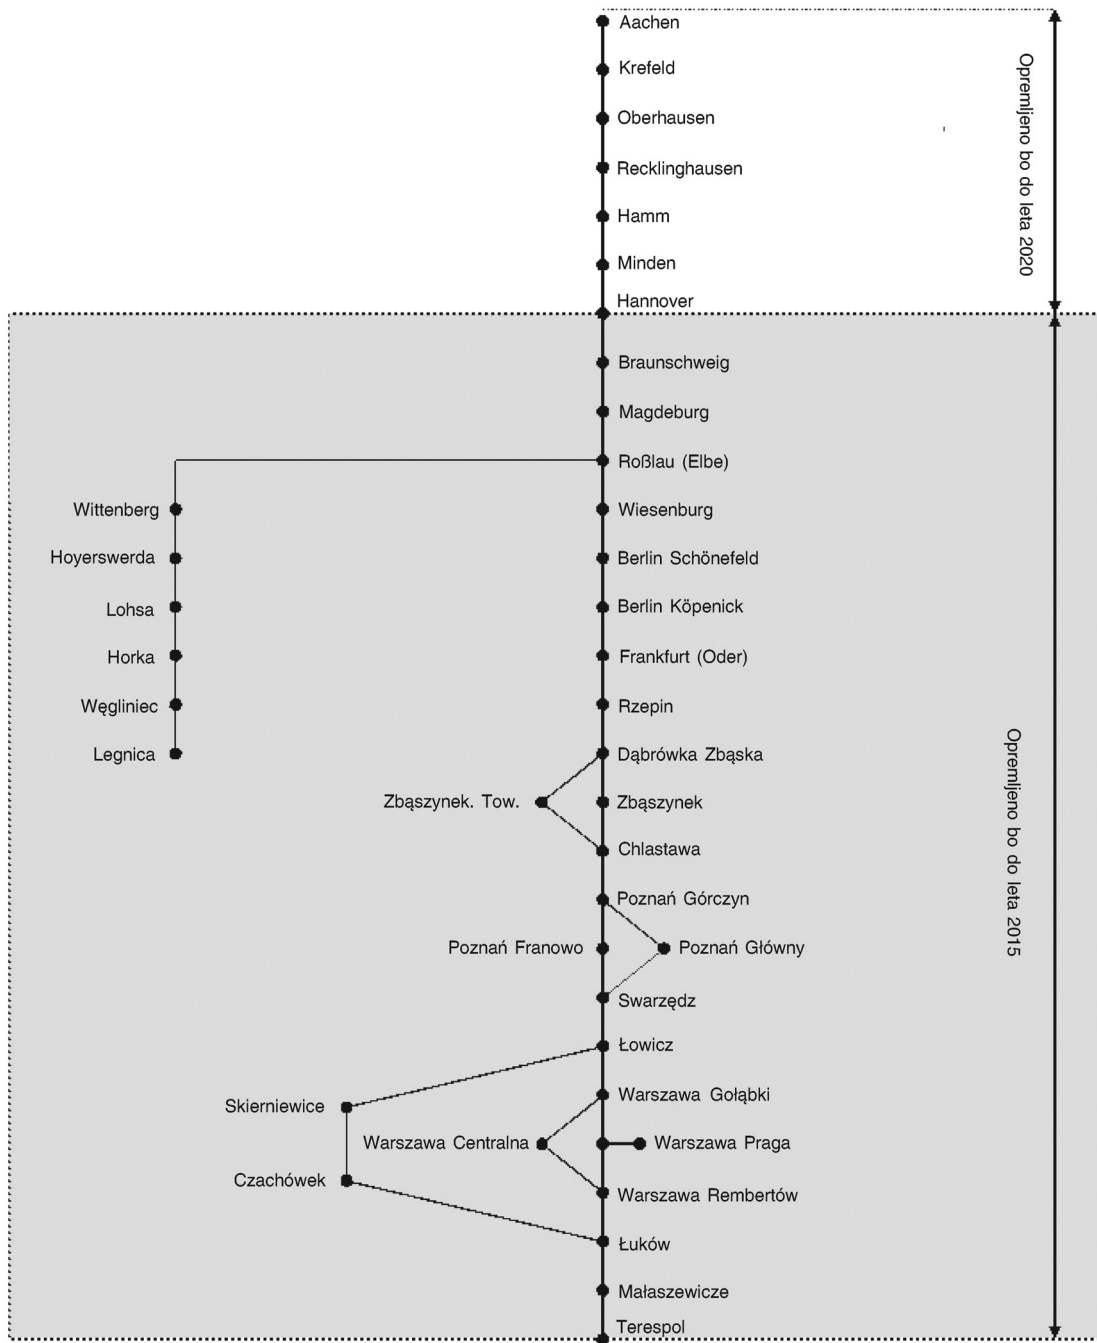 Aachen
Krefeld
Oberhausen
Recklinghausen
Hamm
Minden
Hannover
Opremljeno bo do leta 2020
Braunschweig
Magdeburg
Roßlau (Elbe)
Wittenberg
Wiesenburg
Hoyerswerda
Berlin Schönefeld
Lohsa
Berlin Köpenick
Horka
Frankfurt (Oder)
Węgliniec
Rzepin
Legnica
Dąbrówka Zbąska
Zbąszynek. Tow.
Zbąszynek
Chlastawa
Poznań Górczyn
Poznań Franowo
Poznań Główny
Swarzędz
Łowicz
Warszawa Gołąbki
Skierniewice
Warszawa Centralna
Warszawa Praga
Czachówek
Warszawa Rembertów
Łuków
Małaszewicze
Terespol
Opremljeno bo do leta 2015